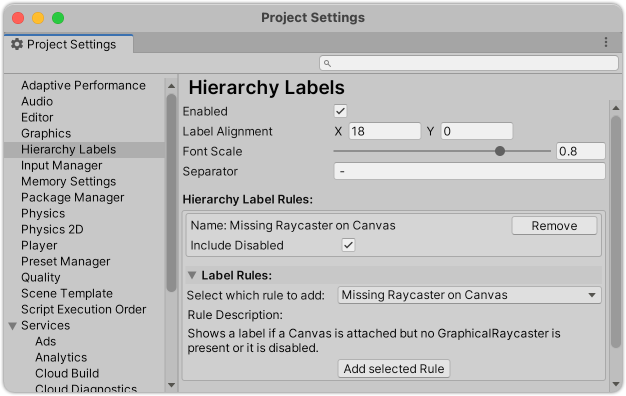 Project Settings
Project Settings
Adaptive Performance
Audio
Editor
Graphics
Hierarchy Labels
Input Manager
Memory Settings
Package Manager
Physics
Physics 2D
Player
Preset Manager
Quality
Scene Template
Script Execution Order
Services
Ads
Analytics
Cloud Build
Cloud Diagnostics
Hierarchy Labels
Enabled
Label Alignment X 18 Y 0
Font Scale 0.8
Separator -
Hierarchy Label Rules:
Name: Missing Raycaster on Canvas Remove
Include Disabled
Label Rules:
Select which rule to add: Missing Raycaster on Canvas
Rule Description:
Shows a label if a Canvas is attached but no GraphicalRaycaster is
present or it is disabled.
Add selected Rule